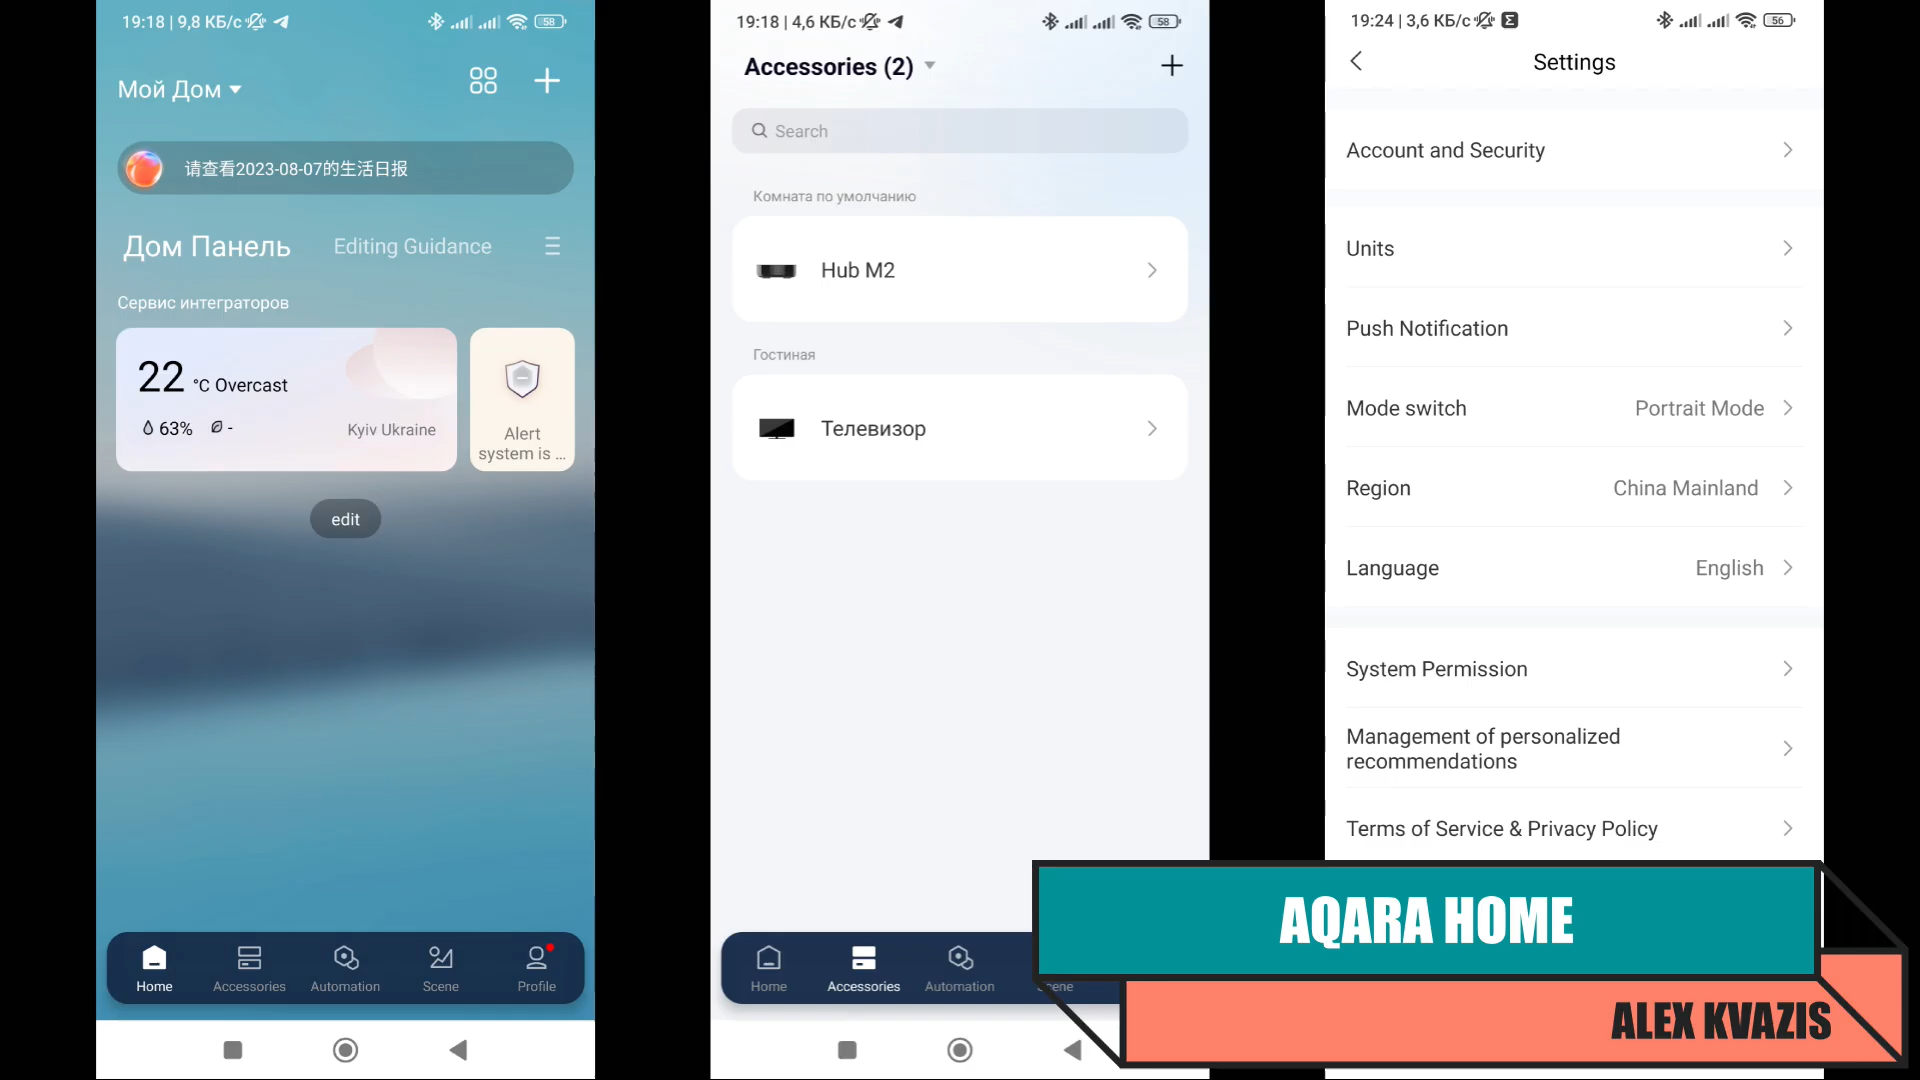 19:18 | 9,8 КБ/с
58
Мой Дом
请查看2023-08-07的生活日报
Дом Панель
Editing Guidance
Сервис интеграторов
22 °C Overcast
63%
-
Kyiv Ukraine
Alert
system is ...
edit
Home
Accessories
Automation
Scene
Profile
19:18 | 4,6 КБ/с
58
Accessories (2)
Search
Комната по умолчанию
Hub M2
Гостиная
Телевизор
Home
Accessories
Automation
Scene
19:24 | 3,6 КБ/с
56
Settings
Account and Security
Units
Push Notification
Mode switch
Portrait Mode
Region
China Mainland
Language
English
System Permission
Management of personalized
recommendations
Terms of Service & Privacy Policy
AQARA HOME
ALEX KVAZIS